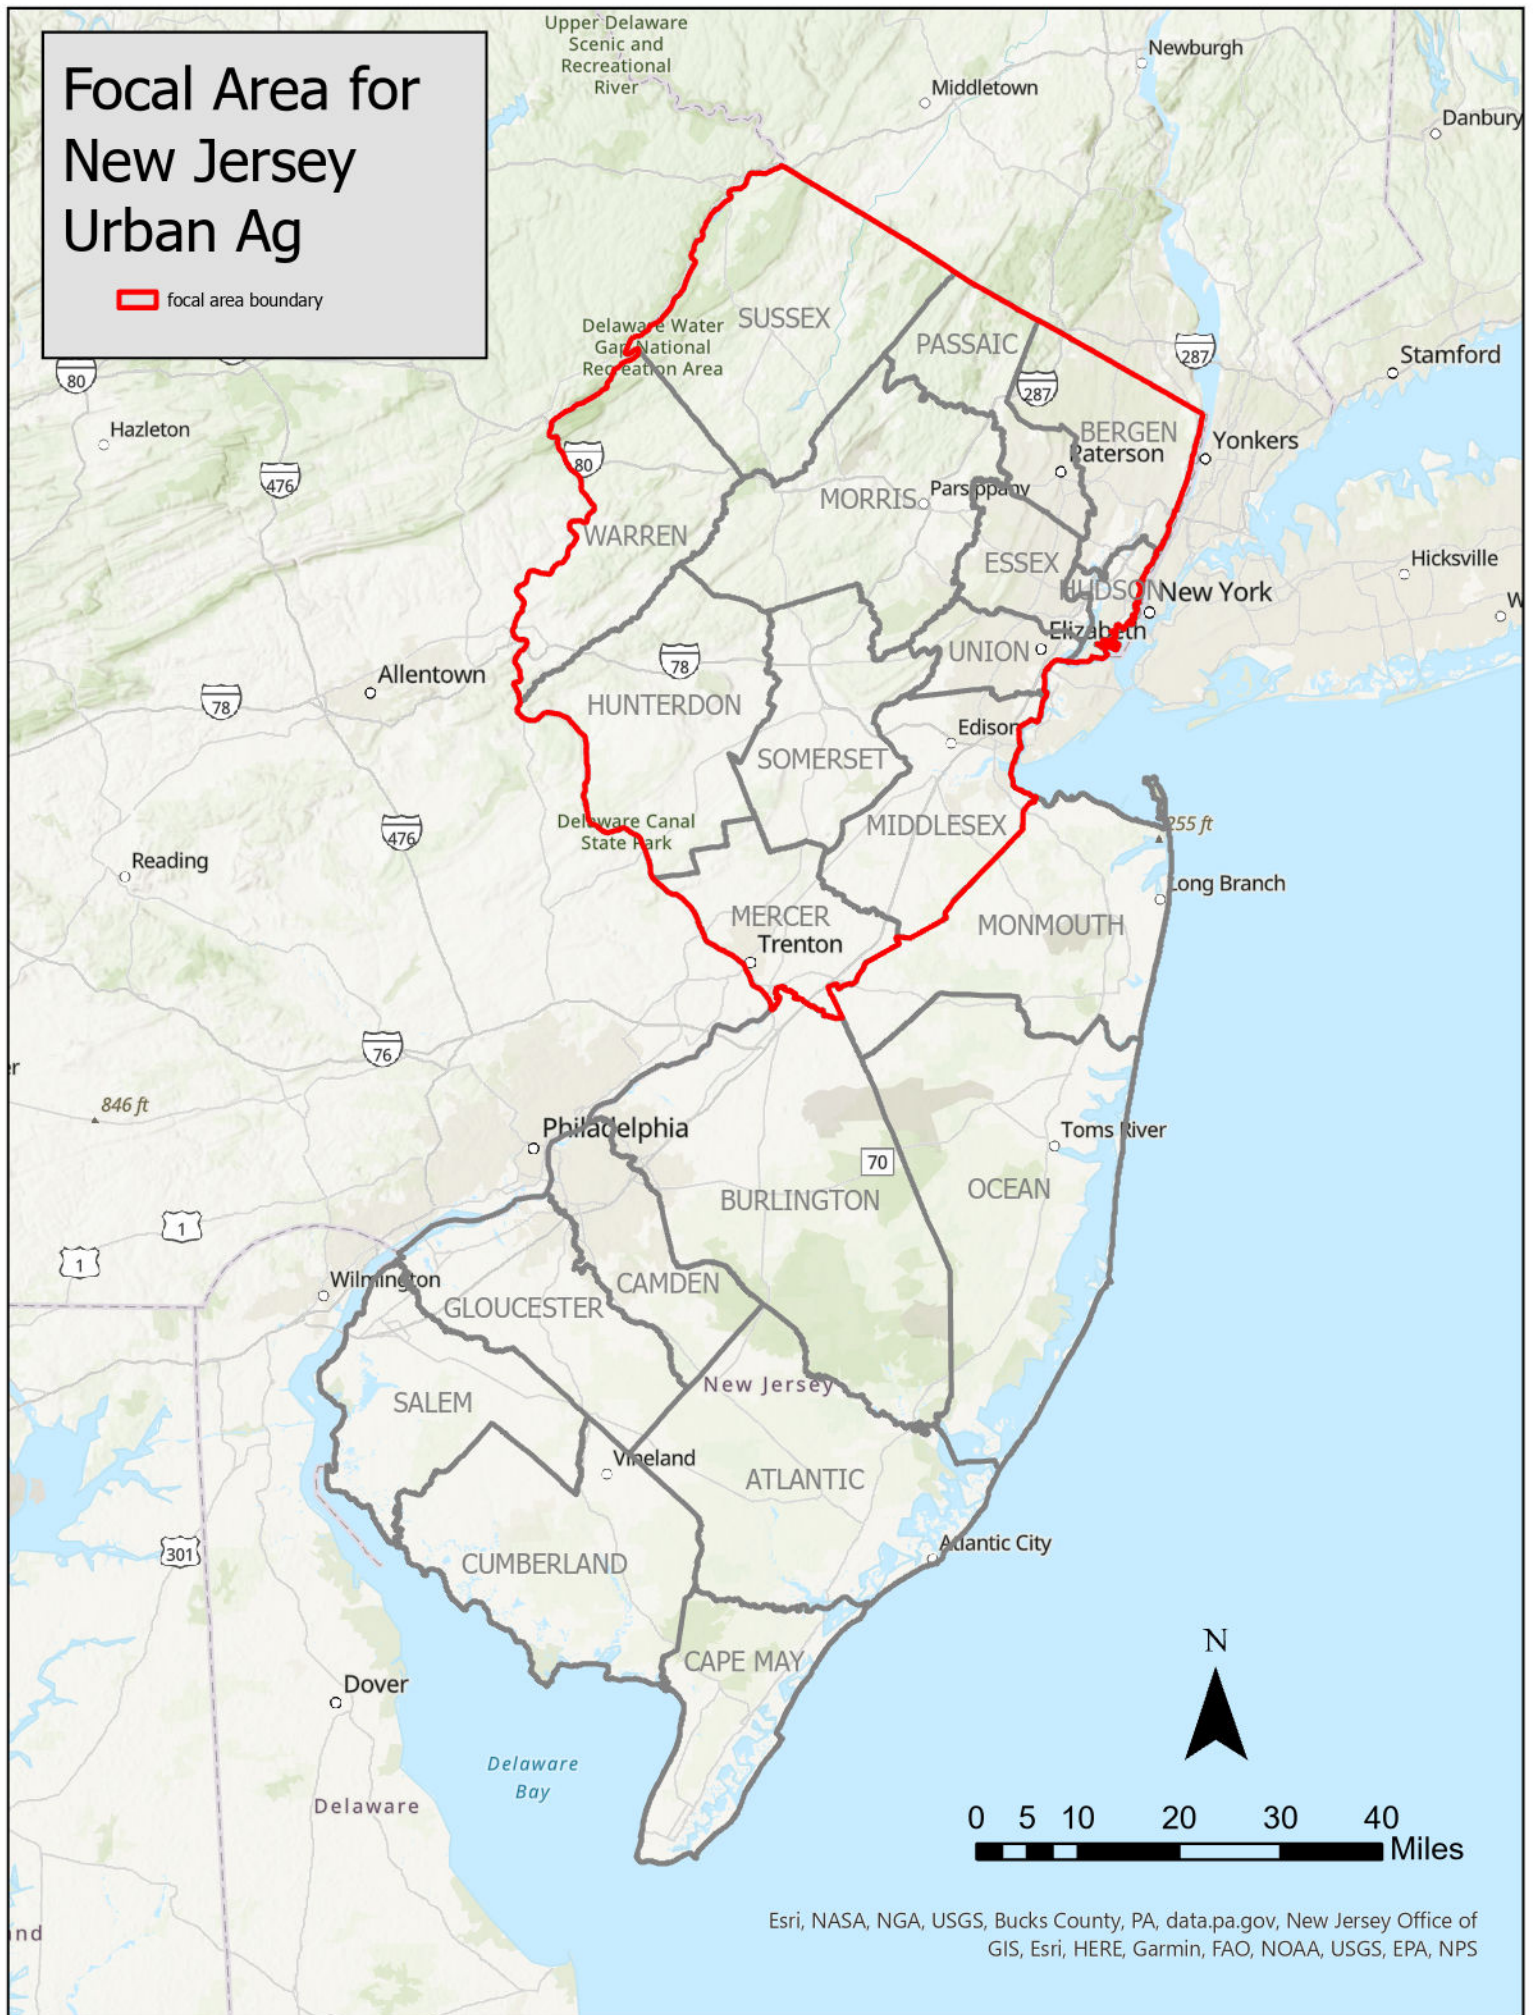 Focal Area for
New Jersey
Urban Ag
focal area boundary
Upper Delaware
Scenic and
Recreational
River
Newburgh
Middletown
Danbury
SUSSEX
Delaware Water
Gap National
Recreation Area
PASSAIC
287
287
Stamford
80
Hazleton
BERGEN
Yonkers
Paterson
80
476
MORRIS
Parsippany
WARREN
ESSEX
Hicksville
HUDSON
New York
W
Elizabeth
UNION
78
Allentown
78
HUNTERDON
Edison
SOMERSET
Delaware Canal
State Park
MIDDLESEX
255 ft
476
Reading
Long Branch
MERCER
MONMOUTH
Trenton
76
er
846 ft
Philadelphia
Toms River
70
OCEAN
BURLINGTON
1
1
Wilmington
CAMDEN
GLOUCESTER
New Jersey
SALEM
Vineland
ATLANTIC
Atlantic City
301
CUMBERLAND
N
CAPE MAY
Dover
Delaware
Bay
Delaware
0 5 10 20 30 40
Miles
Esri, NASA, NGA, USGS, Bucks County, PA, data.pa.gov, New Jersey Office of
GIS, Esri, HERE, Garmin, FAO, NOAA, USGS, EPA, NPS
and